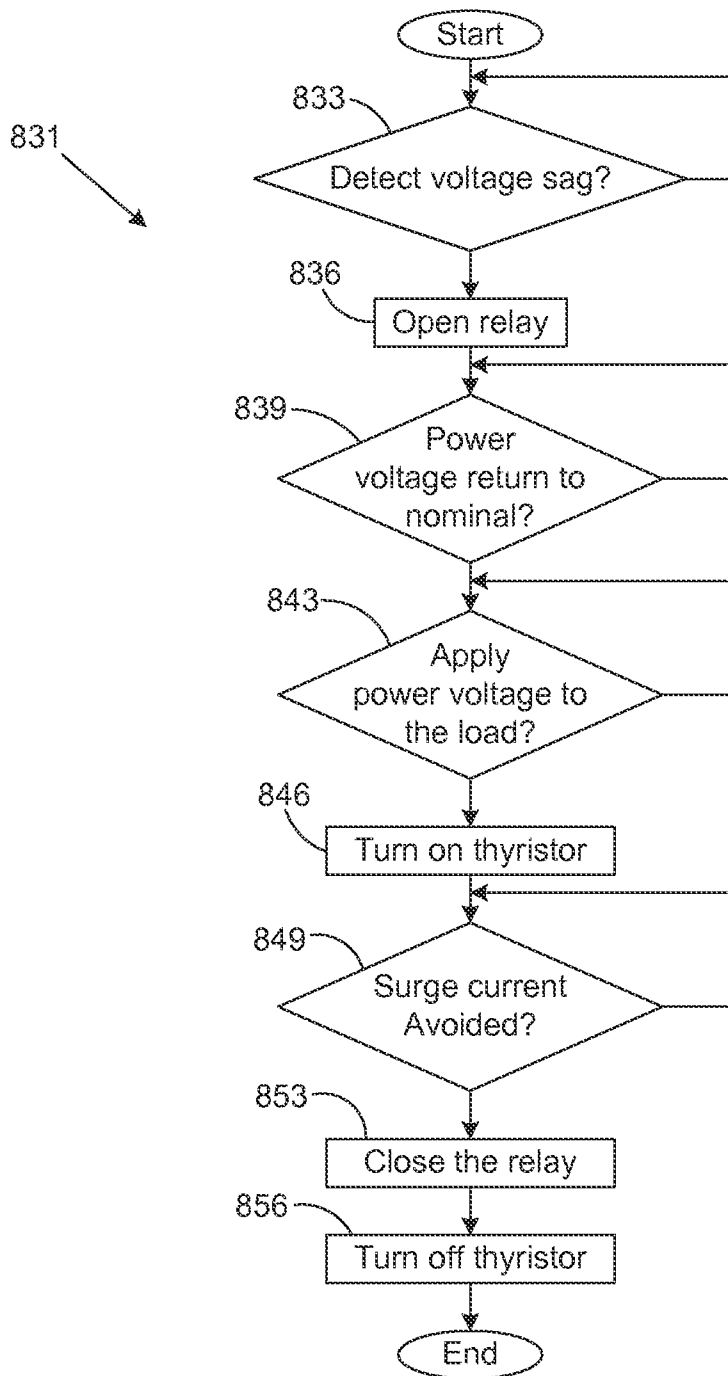 Start
833
831
Detect voltage sag?
836
Open relay
839
Power
voltage return to
nominal?
843
Apply
power voltage to
the load?
846
Turn on thyristor
849
Surge current
Avoided?
853
Close the relay
856
Turn off thyristor
End